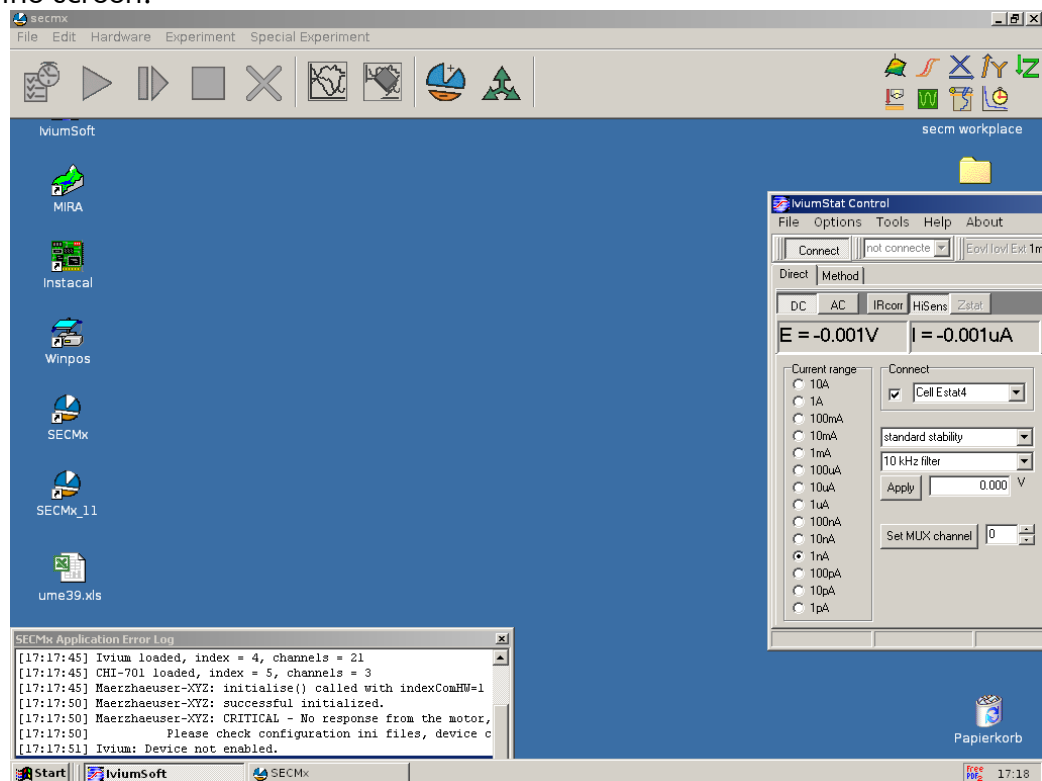 secmx
File Edit Hardware Experiment Special Experiment
IviumSoft
secm workplace
MIRA
Instacal
Winpos
SECMx
SECMx_11
ume39.xls
IviumStat Control
File Options Tools Help About
Connect not connecte Eovl Iovl Ext 1m
Direct Method
DC AC IRcorr HiSens Zstat
E = -0.001V I = -0.001uA
Current range
10A
1A
100mA
10mA
1mA
100uA
10uA
1uA
100nA
10nA
1nA
100pA
10pA
1pA
Connect
Cell Estat4
standard stability
10 kHz filter
Apply 0.000 V
Set MUX channel 0
SECMx Application Error Log
[17:17:45] Ivium loaded, index = 4, channels = 21
[17:17:45] CHI-701 loaded, index = 5, channels = 3
[17:17:45] Maerzhaeuser-XYZ: initialise() called with indexComHW=1
[17:17:50] Maerzhaeuser-XYZ: successful initialized.
[17:17:50] Maerzhaeuser-XYZ: CRITICAL - No response from the motor,
[17:17:50] Please check configuration ini files, device c
[17:17:51] Ivium: Device not enabled.
Papierkorb
Start IviumSoft SECMx Free PDF 17:18